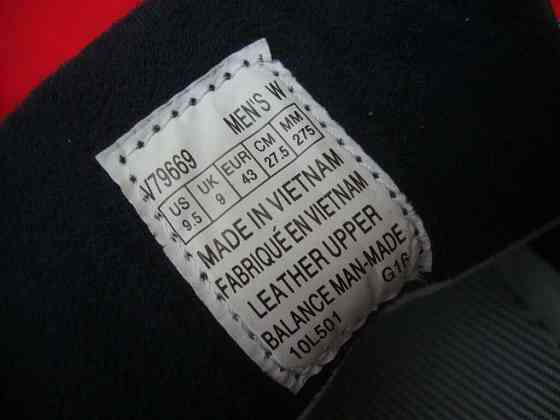 V79669 MEN'S W
US UK EUR CM MM
9.5 9 43 27.5 275
MADE IN VIETNAM
FABRIQUÉ EN VIETNAM
LEATHER UPPER
BALANCE MAN-MADE
10L501 G16